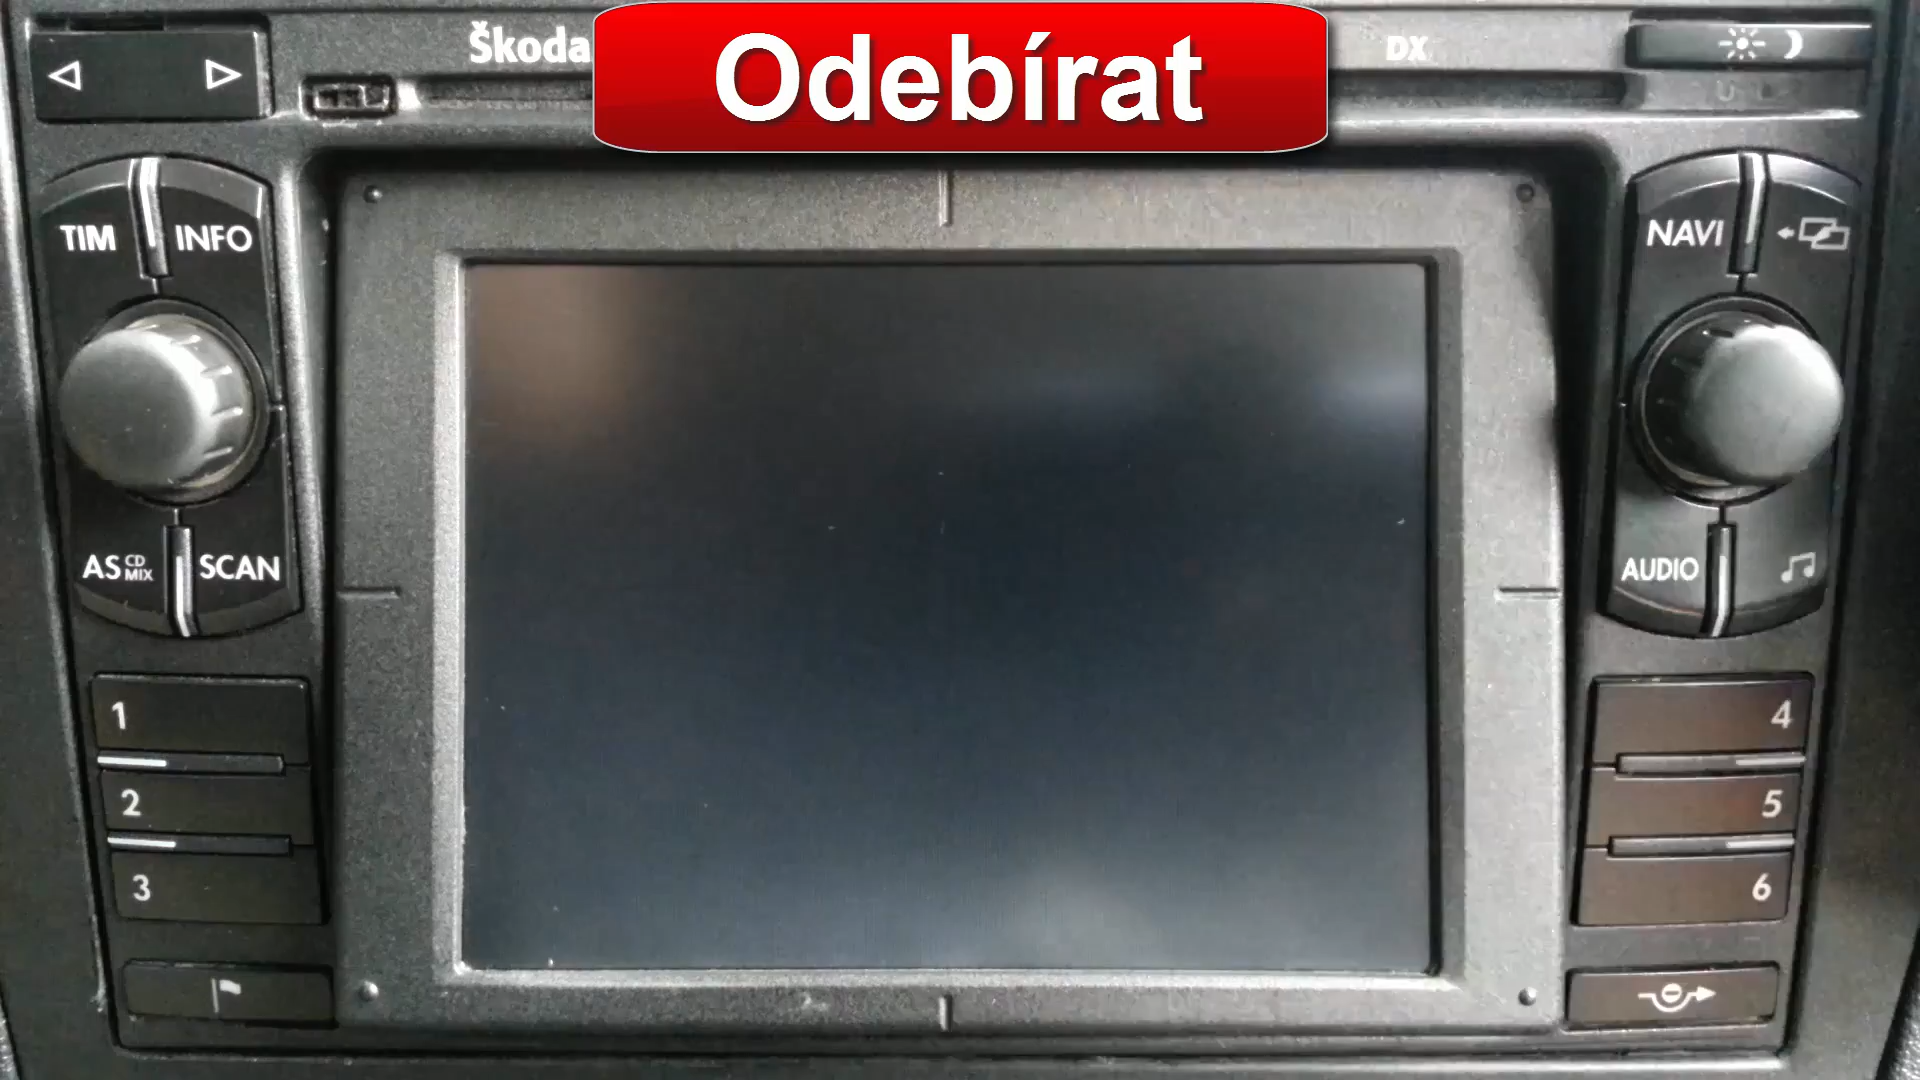 Škoda
Odebírat
DX
TIM
INFO
NAVI
AS CD MIX
SCAN
AUDIO
1
2
3
4
5
6